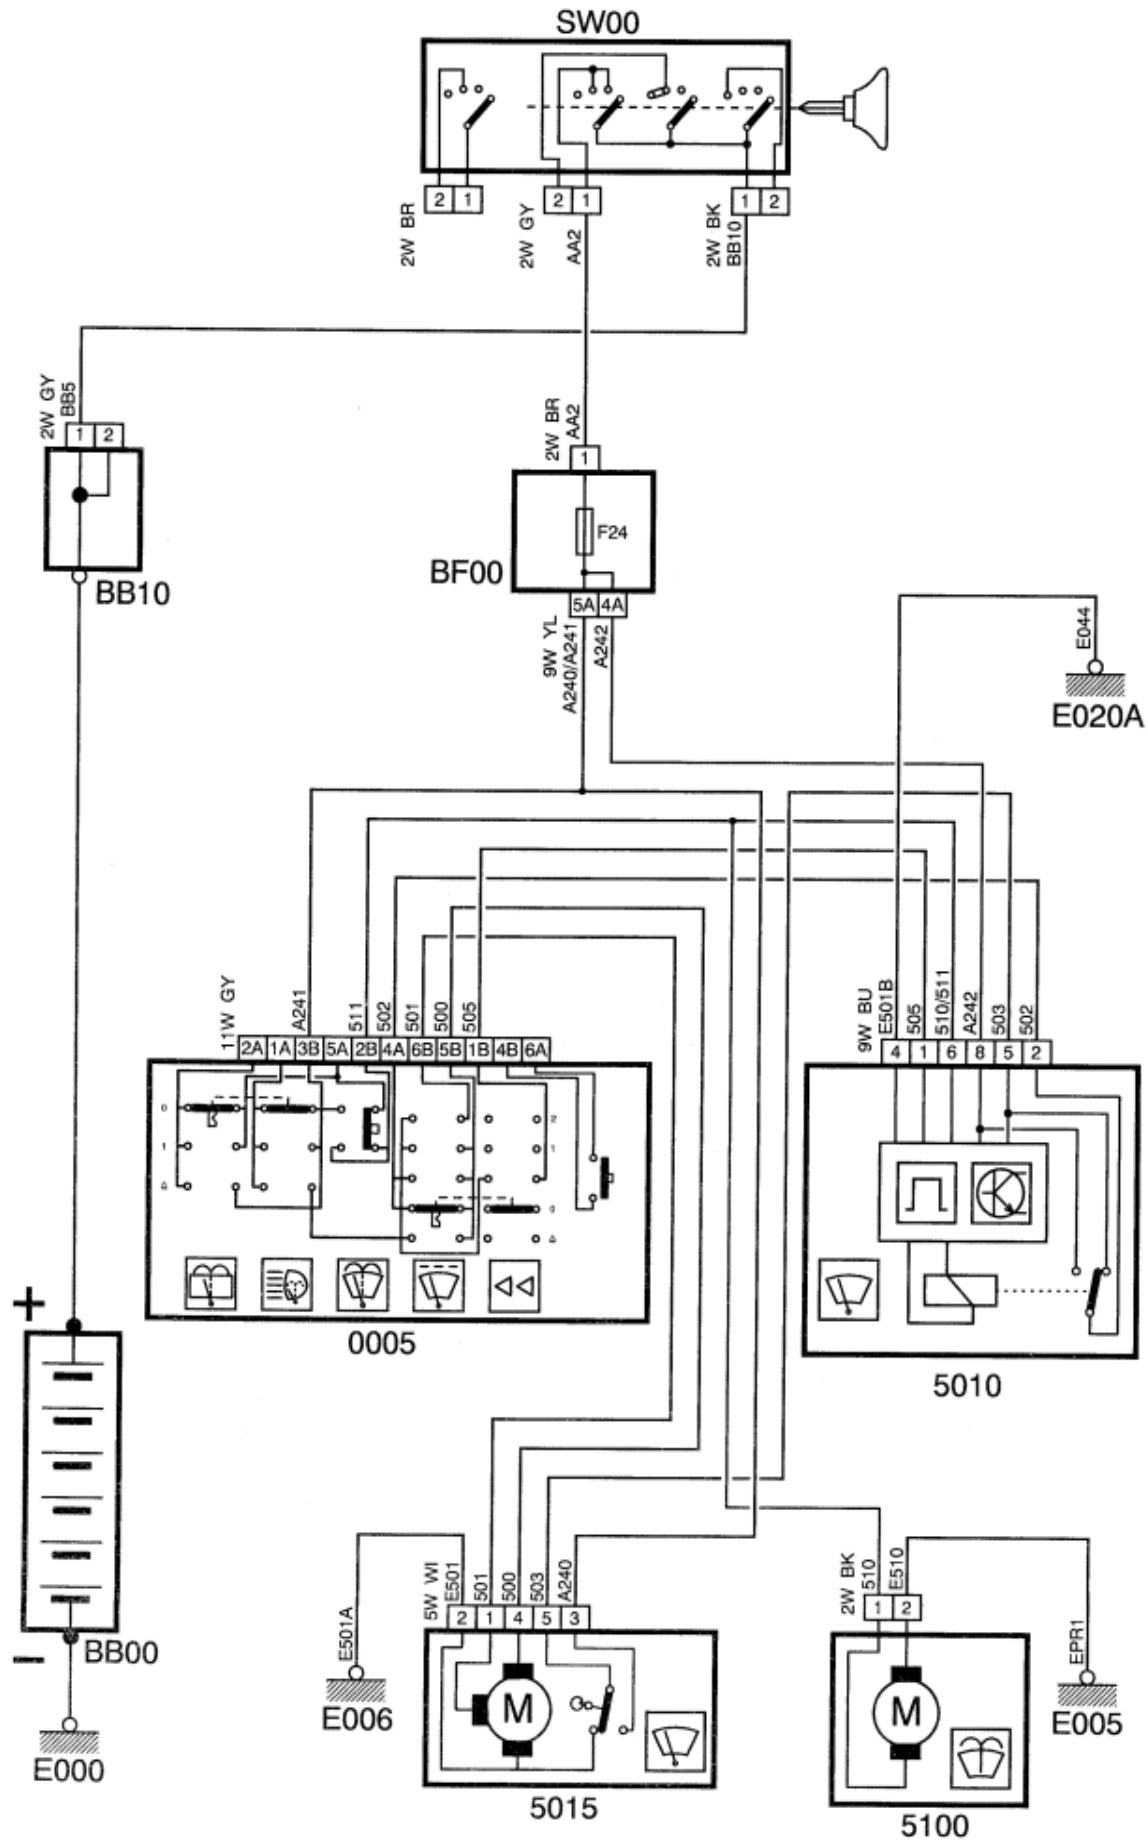 SW00
2 1
2 1
1 2
2W BR
2W GY
AA2
2W BK
BB10
2W GY
BB5
1 2
BB10
2W BR
AA2
1
F24
BF00
5A 4A
9W YL
A240/A241
A242
E044
E020A
11W GY
A241
511
502
501
500
505
2A 1A 3B 5A 2B 4A 6B 5B 1B 4B 6A
0
1
2
1
0
0005
9W BU
E501B
505
510/511
A242
503
502
4 1 6 8 5 2
5010
+
BB00
−
E000
E501A
E006
5W WI
E501
501
500
503
A240
2 1 4 5 3
M
5015
2W BK
510
E510
1 2
M
5100
EPR1
E005